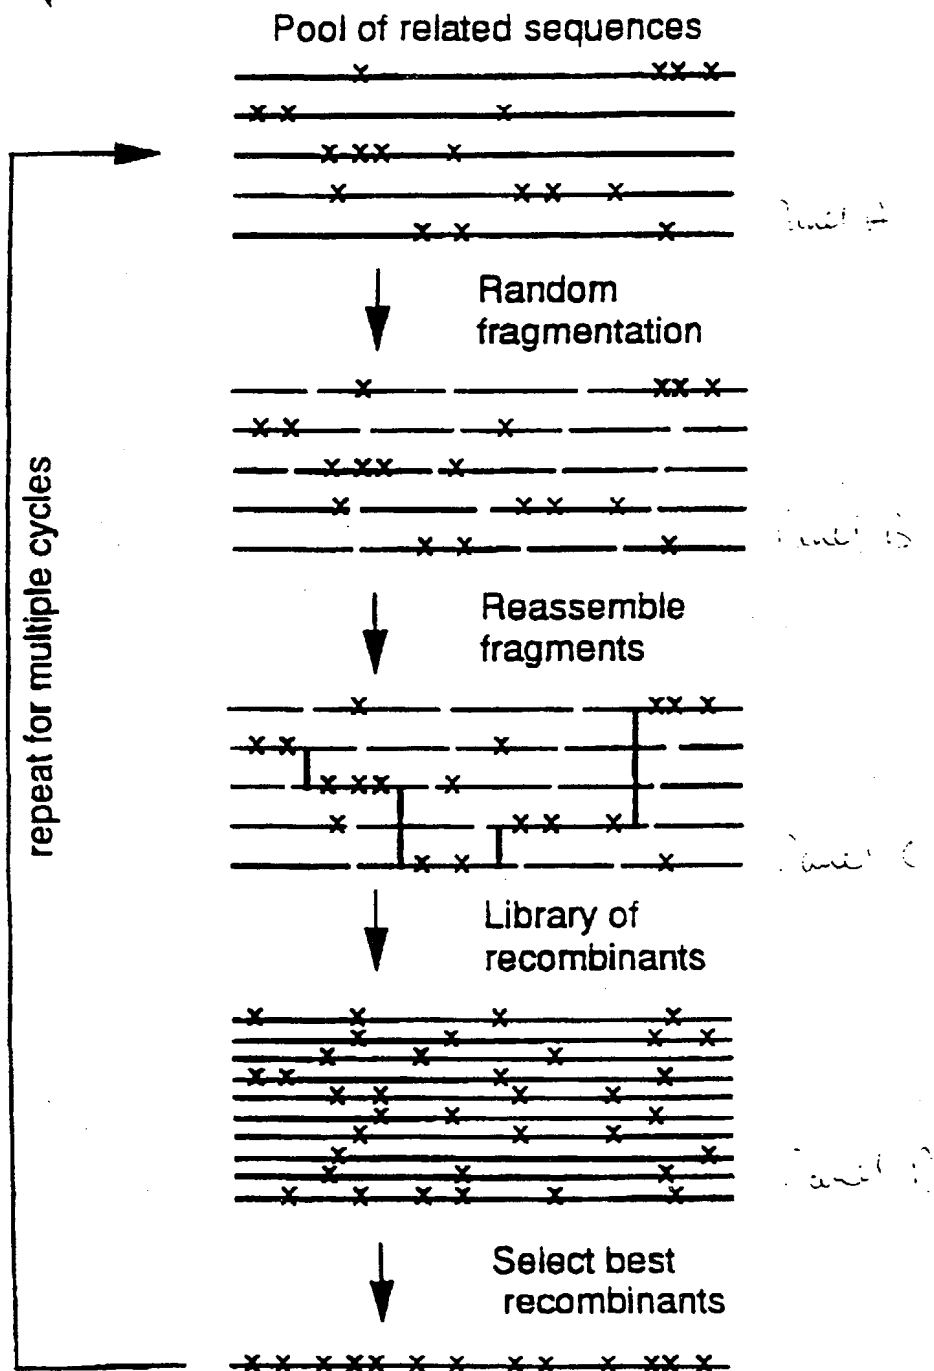 Pool of related sequences
Random
fragmentation
Reassemble
fragments
repeat for multiple cycles
Library of
recombinants
Select best
recombinants